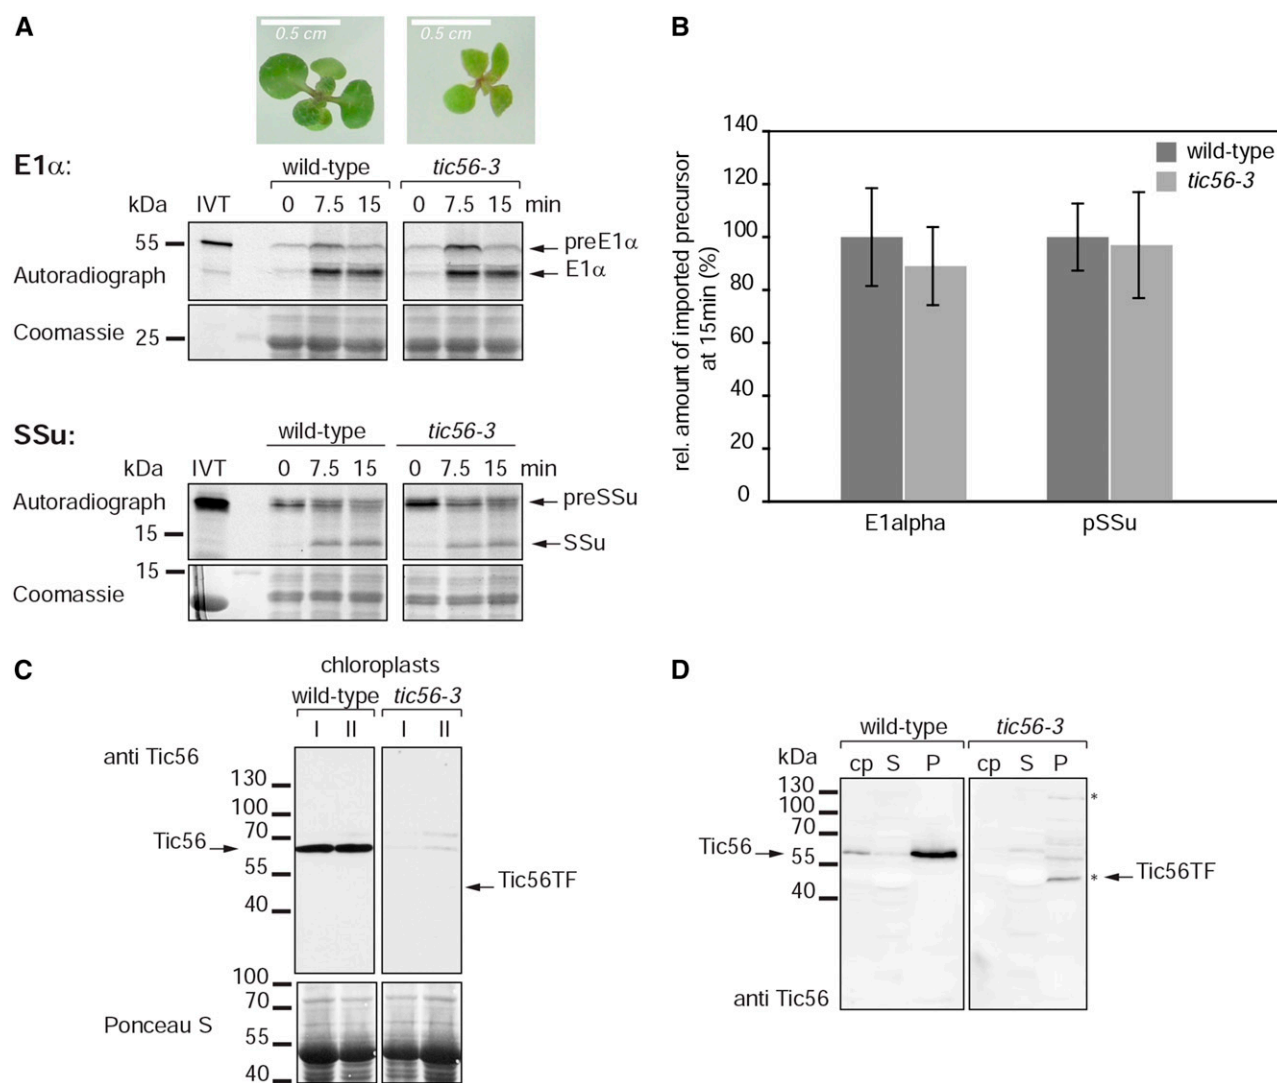 A
0.5 cm
0.5 cm
E1α:
wild-type
tic56-3
kDa
IVT
0
7.5
15
0
7.5
15
min
55
preE1α
Autoradiograph
E1α
Coomassie
25
SSu:
wild-type
tic56-3
kDa
IVT
0
7.5
15
0
7.5
15
min
Autoradiograph
preSSu
15
SSu
15
Coomassie
B
140
120
100
80
60
40
20
0
rel. amount of imported precursor
at 15min (%)
wild-type
tic56-3
E1alpha
pSSu
C
chloroplasts
wild-type
tic56-3
I
II
I
II
anti Tic56
130
100
70
Tic56
55
Tic56TF
40
100
70
Ponceau S
55
40
D
wild-type
tic56-3
kDa
cp
S
P
cp
S
P
130
*
100
70
Tic56
55
*
Tic56TF
40
anti Tic56